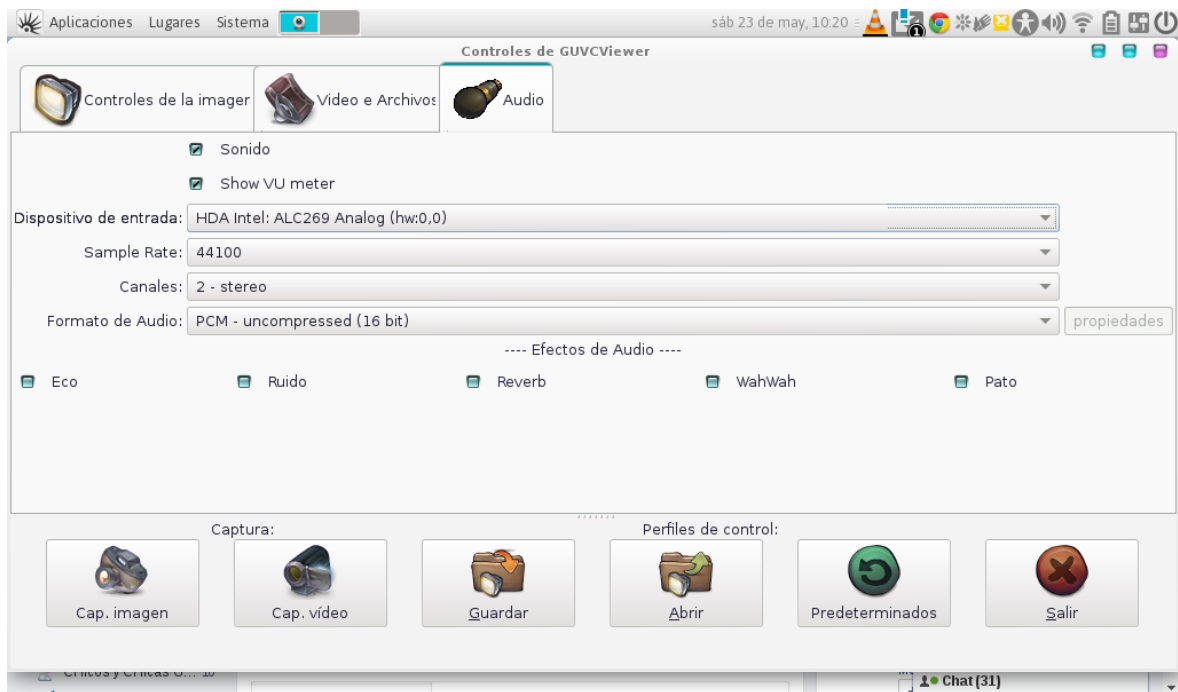 Aplicaciones Lugares Sistema sáb 23 de may, 10:20
1
Controles de GUVCViewer
Controles de la imager Video e Archivos Audio
Sonido
Show VU meter
Dispositivo de entrada: HDA Intel: ALC269 Analog (hw:0,0)
Sample Rate: 44100
Canales: 2 - stereo
Formato de Audio: PCM - uncompressed (16 bit) propiedades
---- Efectos de Audio ----
Eco Ruido Reverb WahWah Pato
Captura: Perfiles de control:
Cap. imagen Cap. vídeo Guardar Abrir Predeterminados Salir
Chat (31)